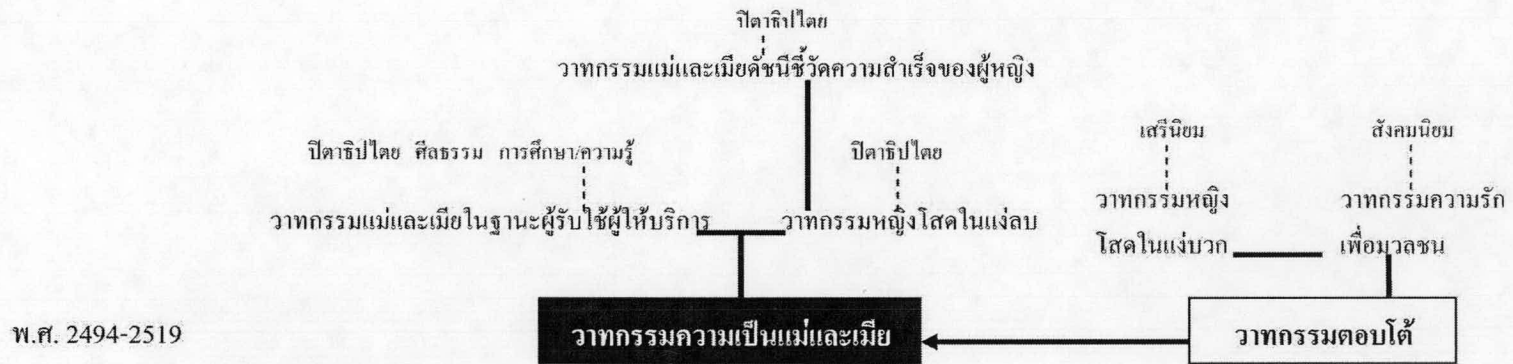 ปิตาธิปไตย
วาทกรรมแม่และเมียดัชนีชี้วัดความสำเร็จของผู้หญิง
เสรีนิยม
สังคมนิยม
ปิตาธิปไตย ศีลธรรม การศึกษา/ความรู้
ปิตาธิปไตย
วาทกรรมแม่และเมียในฐานะผู้รับใช้ผู้ให้บริการ
วาทกรรมหญิงโสดในแง่ลบ
วาทกรรมหญิง
โสดในแง่บวก
วาทกรรมความรัก
เพื่อมวลชน
พ.ศ. 2494-2519
วาทกรรมความเป็นแม่และเมีย
วาทกรรมตอบโต้